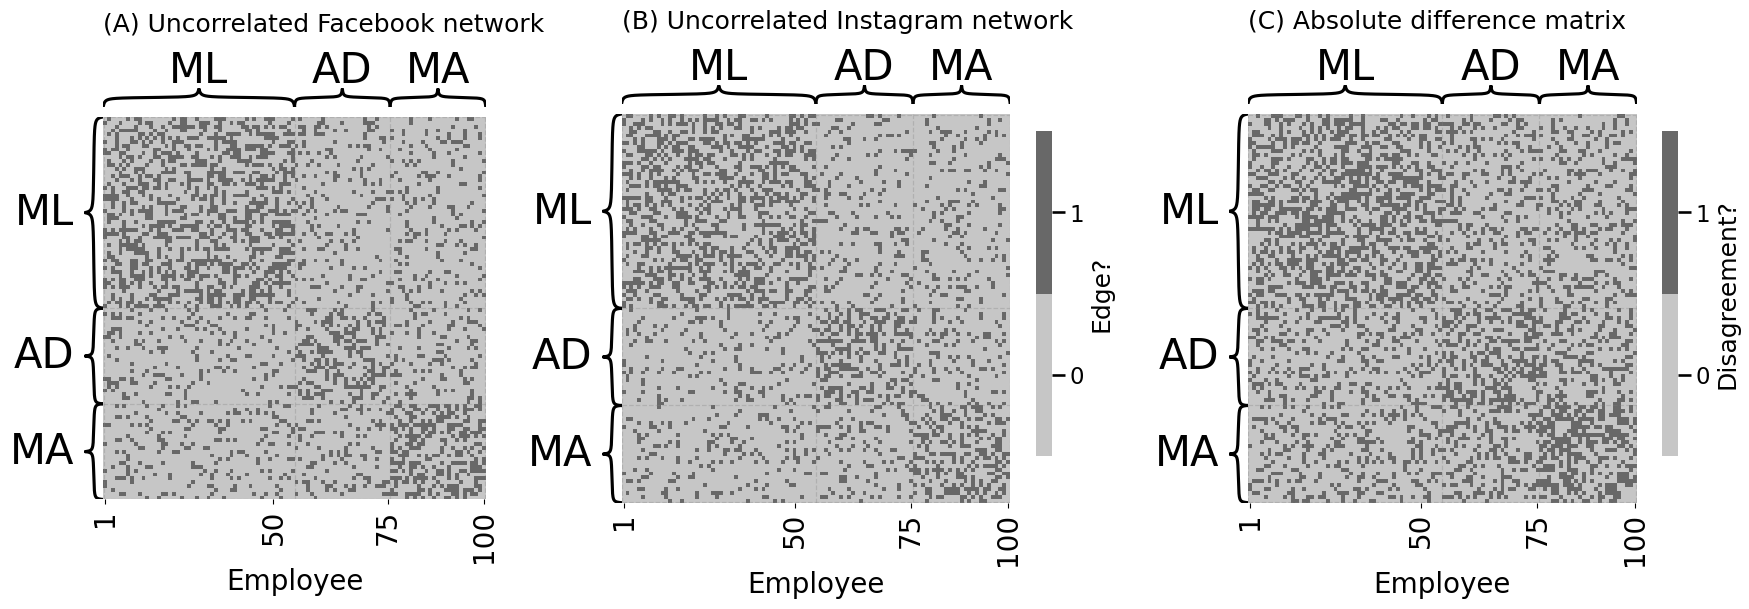 (A) Uncorrelated Facebook network
ML AD MA
ML
AD
MA
1 50 75 100
Employee
(B) Uncorrelated Instagram network
ML AD MA
ML
AD
MA
1 50 75 100
Employee
1
0
Edge?
(C) Absolute difference matrix
ML AD MA
ML
AD
MA
1 50 75 100
Employee
1
0
Disagreement?